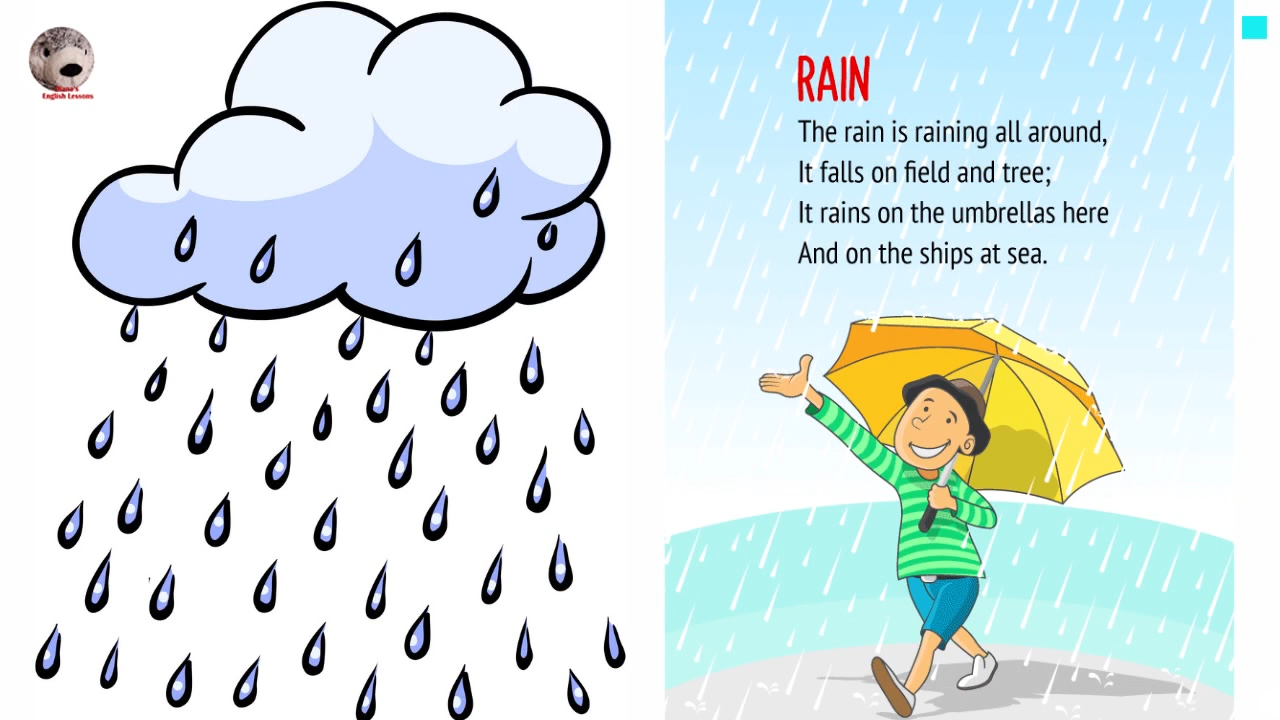 Diana's
English Lessons
RAIN
The rain is raining all around,
It falls on field and tree;
It rains on the umbrellas here
And on the ships at sea.